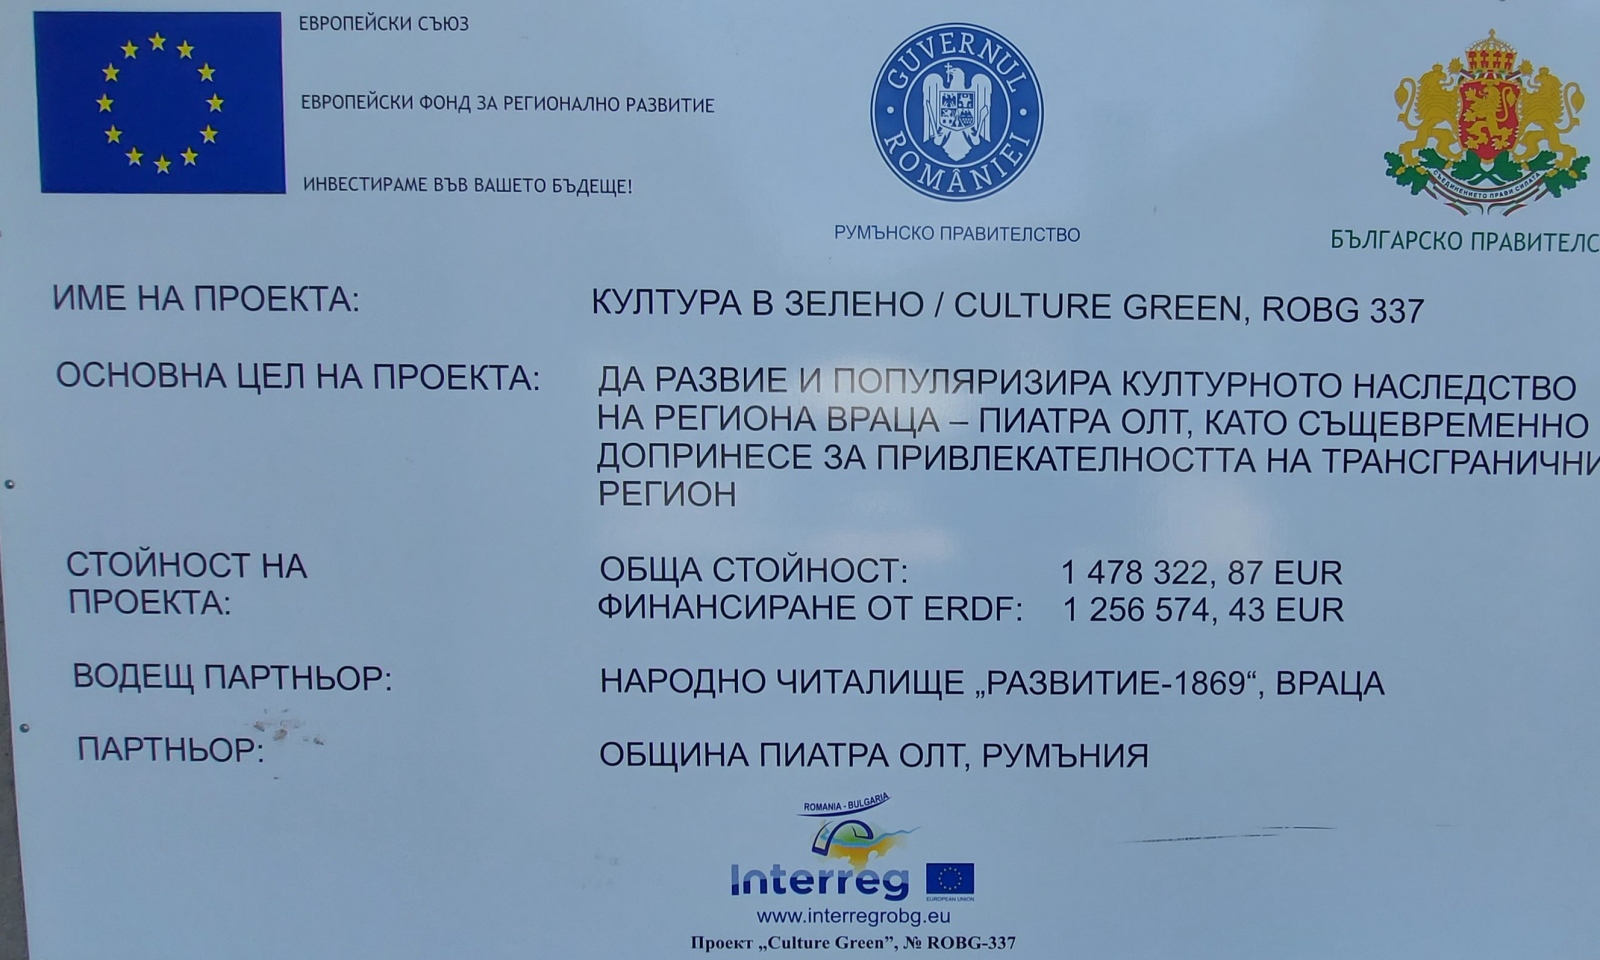 ЕВРОПЕЙСКИ СЪЮЗ
ЕВРОПЕЙСКИ ФОНД ЗА РЕГИОНАЛНО РАЗВИТИЕ
ИНВЕСТИРАМЕ ВЪВ ВАШЕТО БЪДЕЩЕ!
GUVERNUL ROMÂNIEI
РУМЪНСКО ПРАВИТЕЛСТВО
СЪЕДИНЕНИЕТО ПРАВИ СИЛАТА
БЪЛГАРСКО ПРАВИТЕЛС
ИМЕ НА ПРОЕКТА: КУЛТУРА В ЗЕЛЕНО / CULTURE GREEN, ROBG 337
ОСНОВНА ЦЕЛ НА ПРОЕКТА: ДА РАЗВИЕ И ПОПУЛЯРИЗИРА КУЛТУРНОТО НАСЛЕДСТВО
НА РЕГИОНА ВРАЦА – ПИАТРА ОЛТ, КАТО СЪЩЕВРЕМЕННО
ДОПРИНЕСЕ ЗА ПРИВЛЕКАТЕЛНОСТТА НА ТРАНСГРАНИЧНИ
РЕГИОН
СТОЙНОСТ НА
ПРОЕКТА:
ОБЩА СТОЙНОСТ: 1 478 322, 87 EUR
ФИНАНСИРАНЕ ОТ ERDF: 1 256 574, 43 EUR
ВОДЕЩ ПАРТНЬОР: НАРОДНО ЧИТАЛИЩЕ „РАЗВИТИЕ-1869“, ВРАЦА
ПАРТНЬОР: ОБЩИНА ПИАТРА ОЛТ, РУМЪНИЯ
ROMANIA - BULGARIA
Interreg
EUROPEAN UNION
www.interregrobg.eu
Проект „Culture Green”, № ROBG-337